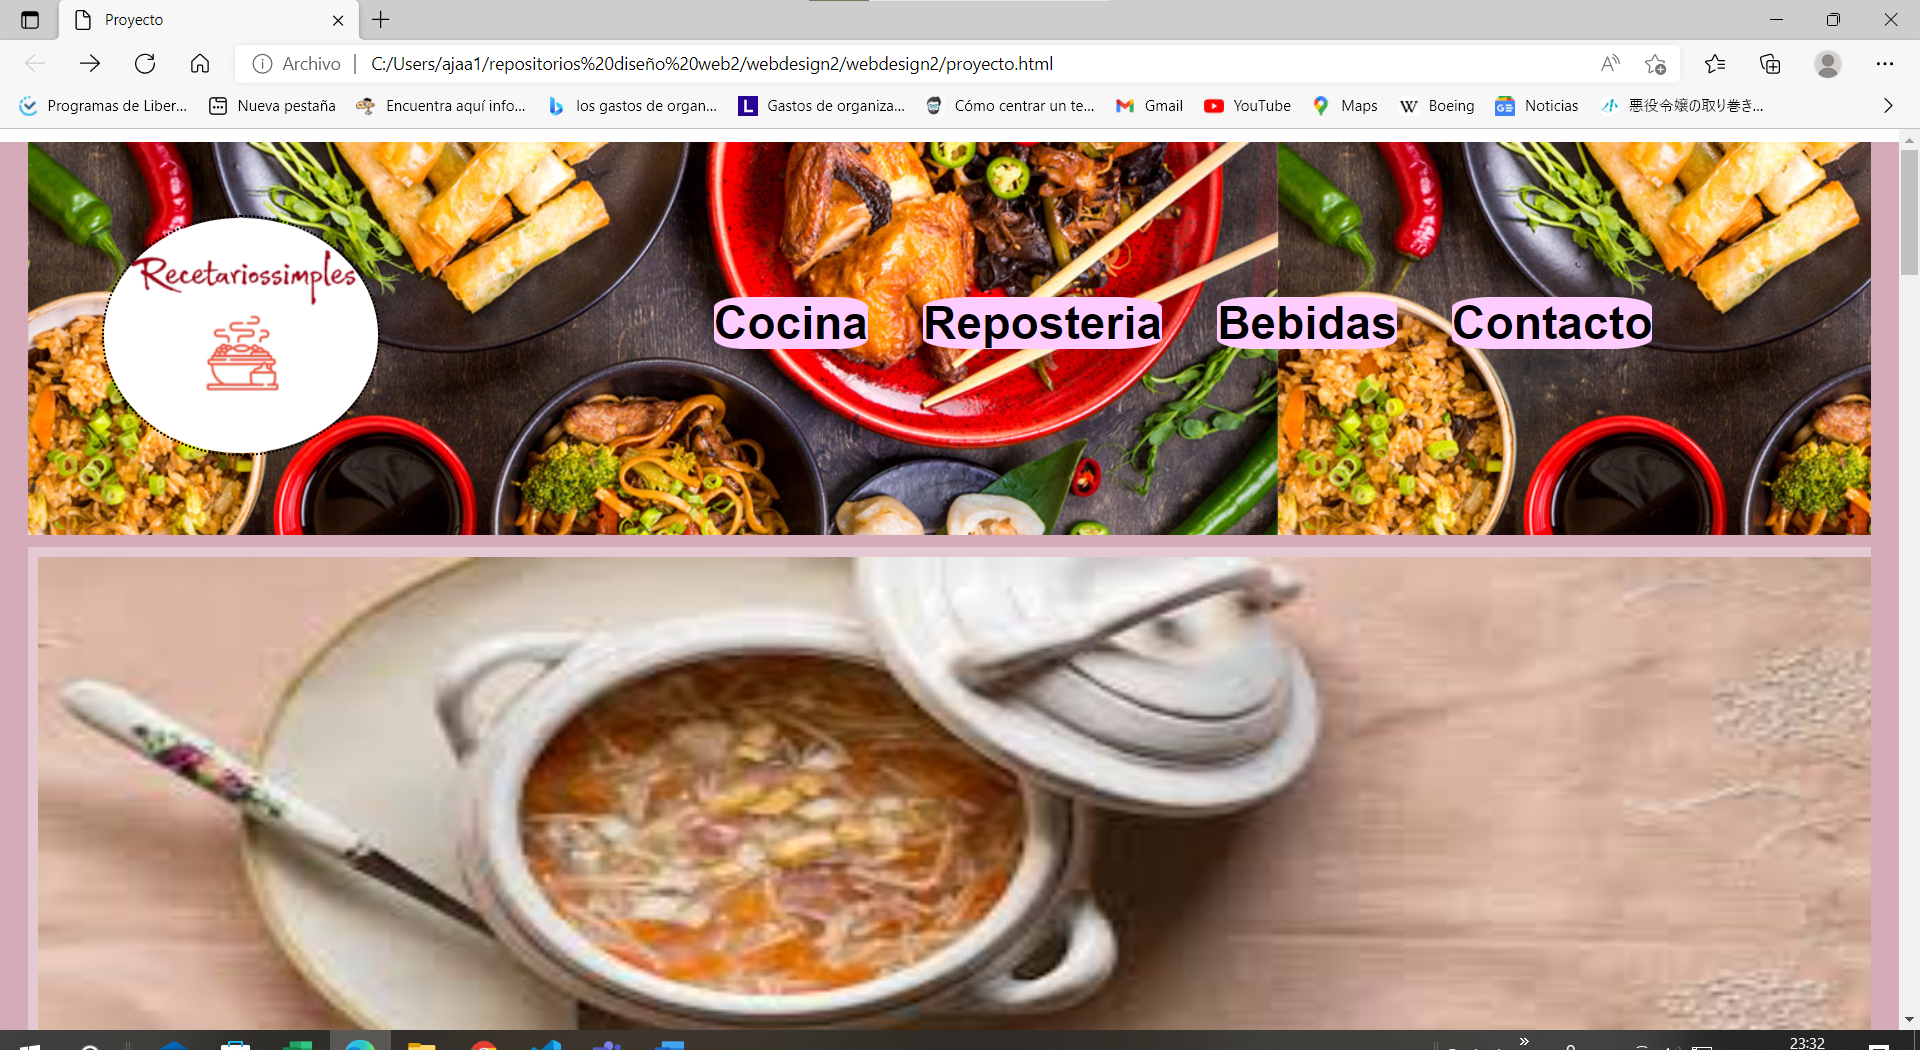 Proyecto
Archivo
C:/Users/ajaa1/repositorios%20diseño%20web2/webdesign2/webdesign2/proyecto.html
Programas de Liber...
Nueva pestaña
Encuentra aquí info...
los gastos de organ...
Gastos de organiza...
Cómo centrar un te...
Gmail
YouTube
Maps
Boeing
Noticias
悪役令嬢の取り巻き...
Recetariossimples
Cocina
Reposteria
Bebidas
Contacto
23:32